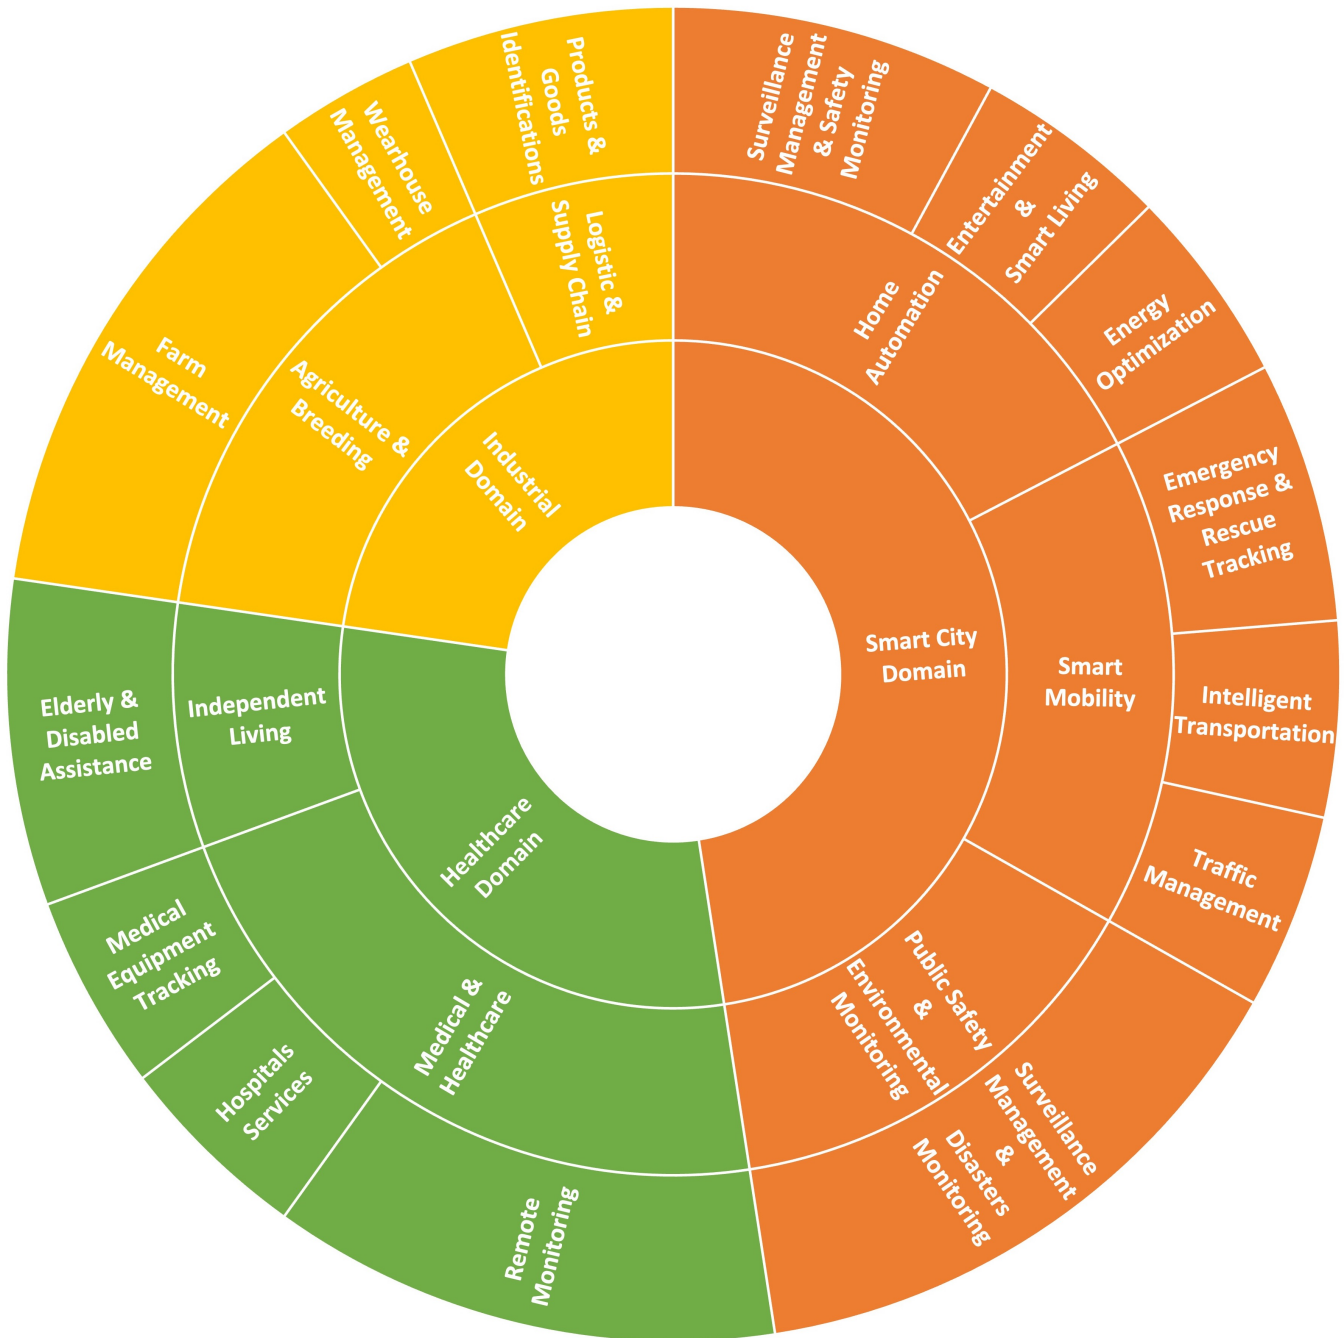 Surveillance
Management
& Safety
Monitoring
Entertainment
&
Smart Living
Energy
Optimization
Emergency
Response &
Rescue
Tracking
Intelligent
Transportation
Traffic
Management
Surveillance
Management
&
Disasters
Monitoring
Remote
Monitoring
Hospitals
Services
Medical
Equipment
Tracking
Elderly &
Disabled
Assistance
Farm
Management
Wearhouse
Management
Products &
Goods
Identifications
Home
Automation
Smart
Mobility
Public Safety
&
Environmental
Monitoring
Medical &
Healthcare
Independent
Living
Agriculture &
Breeding
Logistic &
Supply Chain
Smart City
Domain
Healthcare
Domain
Industrial
Domain